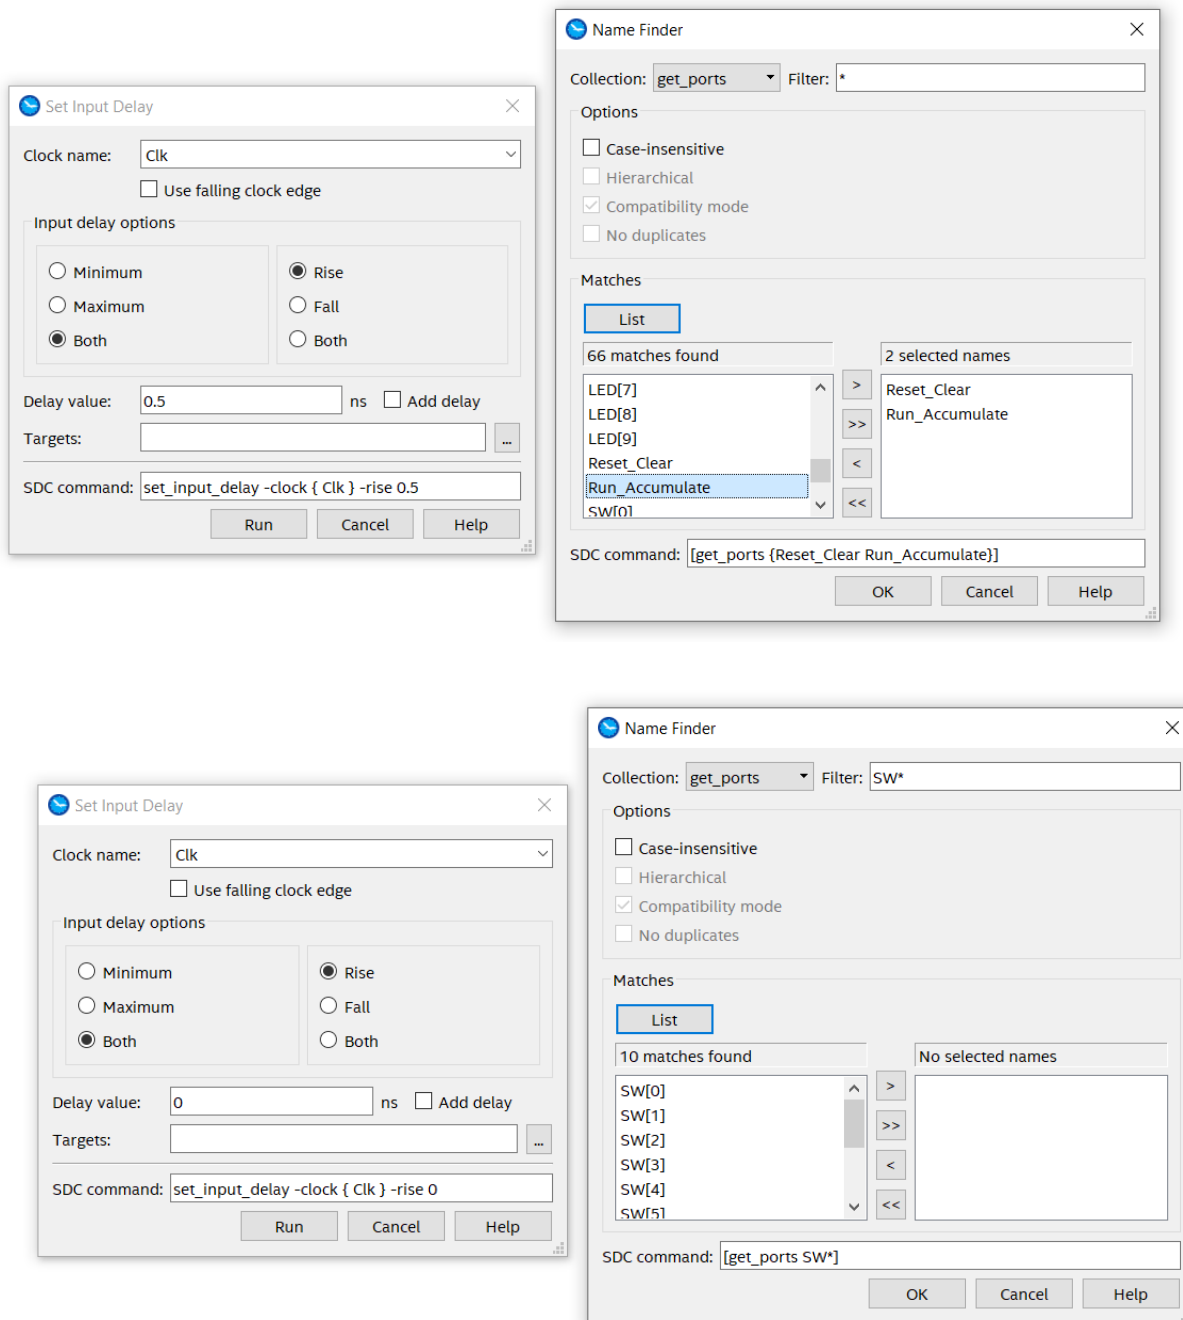 Name Finder
Collection: get_ports Filter: *
Options
Case-insensitive
Hierarchical
Compatibility mode
No duplicates
Matches
List
66 matches found
2 selected names
LED[7]
LED[8]
LED[9]
Reset_Clear
Run_Accumulate
SW[0]
>
>>
<
<<
Reset_Clear
Run_Accumulate
SDC command: [get_ports {Reset_Clear Run_Accumulate}]
OK Cancel Help
Set Input Delay
Clock name: Clk
Use falling clock edge
Input delay options
Minimum
Maximum
Both
Rise
Fall
Both
Delay value: 0.5 ns Add delay
Targets: ...
SDC command: set_input_delay -clock { Clk } -rise 0.5
Run Cancel Help
Name Finder
Collection: get_ports Filter: SW*
Options
Case-insensitive
Hierarchical
Compatibility mode
No duplicates
Matches
List
10 matches found
No selected names
SW[0]
SW[1]
SW[2]
SW[3]
SW[4]
SW[5]
>
>>
<
<<
SDC command: [get_ports SW*]
OK Cancel Help
Set Input Delay
Clock name: Clk
Use falling clock edge
Input delay options
Minimum
Maximum
Both
Rise
Fall
Both
Delay value: 0 ns Add delay
Targets: ...
SDC command: set_input_delay -clock { Clk } -rise 0
Run Cancel Help